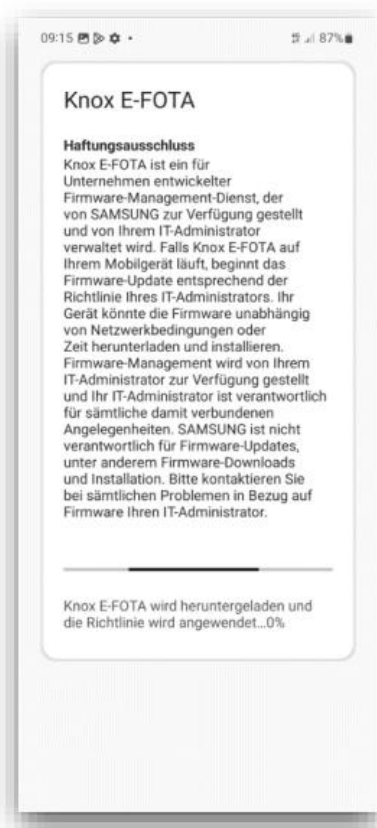 09:15 87%
Knox E-FOTA
Haftungsausschluss
Knox E-FOTA ist ein für
Unternehmen entwickelter
Firmware-Management-Dienst, der
von SAMSUNG zur Verfügung gestellt
und von Ihrem IT-Administrator
verwaltet wird. Falls Knox E-FOTA auf
Ihrem Mobilgerät läuft, beginnt das
Firmware-Update entsprechend der
Richtlinie Ihres IT-Administrators. Ihr
Gerät könnte die Firmware unabhängig
von Netzwerkbedingungen oder
Zeit herunterladen und installieren.
Firmware-Management wird von Ihrem
IT-Administrator zur Verfügung gestellt
und Ihr IT-Administrator ist verantwortlich
für sämtliche damit verbundenen
Angelegenheiten. SAMSUNG ist nicht
verantwortlich für Firmware-Updates,
unter anderem Firmware-Downloads
und Installation. Bitte kontaktieren Sie
bei sämtlichen Problemen in Bezug auf
Firmware Ihren IT-Administrator.
Knox E-FOTA wird heruntergeladen und
die Richtlinie wird angewendet...0%